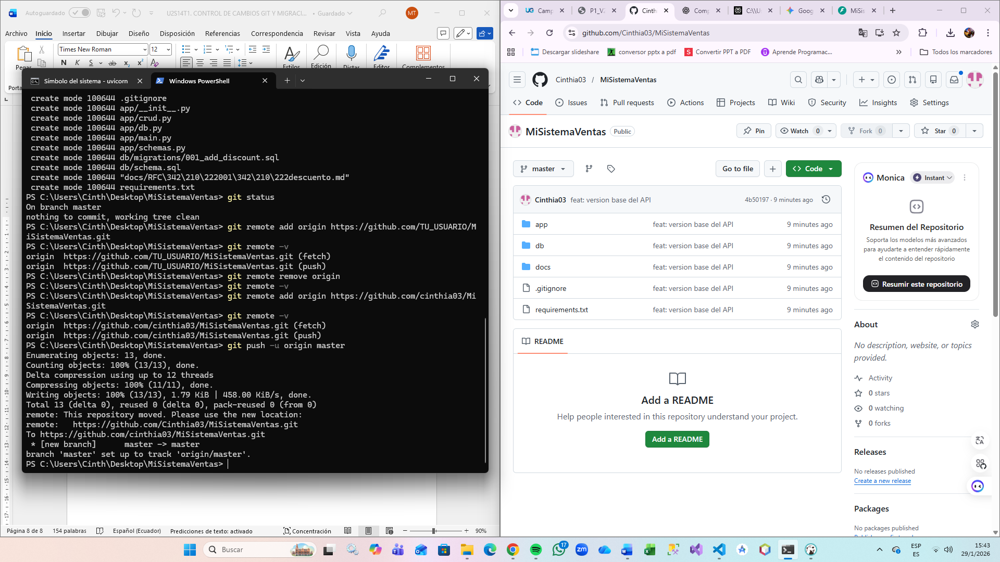 Autoguardado
U2S14T1. CONTROL DE CAMBIOS GIT Y MIGRACI... • Guardado
MT
Archivo Inicio Insertar Dibujar Diseño Disposición Referencias Correspondencia Revisar Vista Ayuda
Times New Roman 12
N K S ab x₂ x² A
Pegar
Estilos Edición Dictar Editor Complementos
Porta
Símbolo del sistema - uvicorn
Windows PowerShell
create mode 100644 .gitignore
create mode 100644 app/__init__.py
create mode 100644 app/crud.py
create mode 100644 app/db.py
create mode 100644 app/main.py
create mode 100644 app/schemas.py
create mode 100644 db/migrations/001_add_discount.sql
create mode 100644 db/schema.sql
create mode 100644 "docs/RFC\342\210\222001\342\210\222descuento.md"
create mode 100644 requirements.txt
PS C:\Users\Cinth\Desktop\MiSistemaVentas> git status
On branch master
nothing to commit, working tree clean
PS C:\Users\Cinth\Desktop\MiSistemaVentas> git remote add origin https://github.com/TU_USUARIO/M
iSistemaVentas.git
PS C:\Users\Cinth\Desktop\MiSistemaVentas> git remote -v
origin https://github.com/TU_USUARIO/MiSistemaVentas.git (fetch)
origin https://github.com/TU_USUARIO/MiSistemaVentas.git (push)
PS C:\Users\Cinth\Desktop\MiSistemaVentas> git remote remove origin
PS C:\Users\Cinth\Desktop\MiSistemaVentas> git remote -v
PS C:\Users\Cinth\Desktop\MiSistemaVentas> git remote add origin https://github.com/cinthia03/Mi
SistemaVentas.git
PS C:\Users\Cinth\Desktop\MiSistemaVentas> git remote -v
origin https://github.com/cinthia03/MiSistemaVentas.git (fetch)
origin https://github.com/cinthia03/MiSistemaVentas.git (push)
PS C:\Users\Cinth\Desktop\MiSistemaVentas> git push -u origin master
Enumerating objects: 13, done.
Counting objects: 100% (13/13), done.
Delta compression using up to 12 threads
Compressing objects: 100% (11/11), done.
Writing objects: 100% (13/13), 1.79 KiB | 458.00 KiB/s, done.
Total 13 (delta 0), reused 0 (delta 0), pack-reused 0 (from 0)
remote: This repository moved. Please use the new location:
remote: https://github.com/Cinthia03/MiSistemaVentas.git
To https://github.com/cinthia03/MiSistemaVentas.git
* [new branch] master -> master
branch 'master' set up to track 'origin/master'.
PS C:\Users\Cinth\Desktop\MiSistemaVentas>
Página 8 de 8 154 palabras Español (Ecuador) Predicciones de texto: activado Concentración 90%
Camp P1_V2 Cinth Comp C:\\U Goog MiSis
github.com/Cinthia03/MiSistemaVentas
Descargar slideshare conversor pptx a pdf Convertir PPT a PDF Aprende Programac... Todos los marcadores
Cinthia03 / MiSistemaVentas
Code Issues Pull requests Actions Projects Wiki Security Insights Settings
MiSistemaVentas Public Pin Watch 0 Fork 0 Star 0
master Go to file Code
Cinthia03 feat: version base del API 4b50197 · 9 minutes ago
app feat: version base del API 9 minutes ago
db feat: version base del API 9 minutes ago
docs feat: version base del API 9 minutes ago
.gitignore feat: version base del API 9 minutes ago
requirements.txt feat: version base del API 9 minutes ago
README
Add a README
Help people interested in this repository understand your project.
Add a README
Monica Instant
Resumen del Repositorio
Soporta los modelos más avanzados
para ayudarte a entender rápidamente
el contenido del repositorio
Resumir este repositorio
About
No description, website, or topics
provided.
Activity
0 stars
0 watching
0 forks
Releases
No releases published
Create a new release
Packages
No packages published
Buscar
17
ESP
ES
15:43
29/1/2026